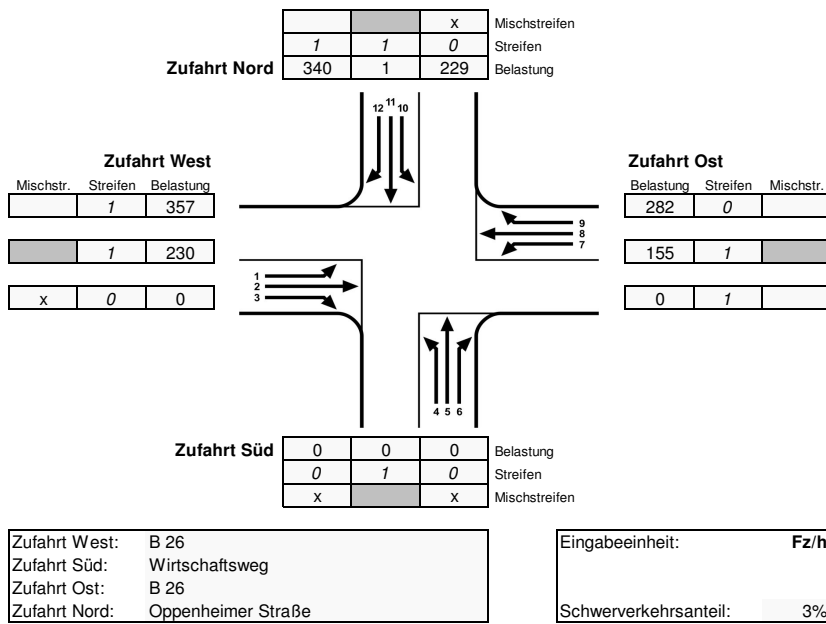 x Mischstreifen
1 1 0 Streifen
Zufahrt Nord 340 1 229 Belastung
12 11 10
Zufahrt West
Mischstr. Streifen Belastung
1 357
1 230
x 0 0
Zufahrt Ost
Belastung Streifen Mischstr.
282 0
155 1
0 1
9
8
7
1
2
3
4 5 6
Zufahrt Süd 0 0 0 Belastung
0 1 0 Streifen
x x Mischstreifen
Zufahrt West: B 26
Zufahrt Süd: Wirtschaftsweg
Zufahrt Ost: B 26
Zufahrt Nord: Oppenheimer Straße
Eingabeeinheit: Fz/h
Schwerverkehrsanteil: 3%